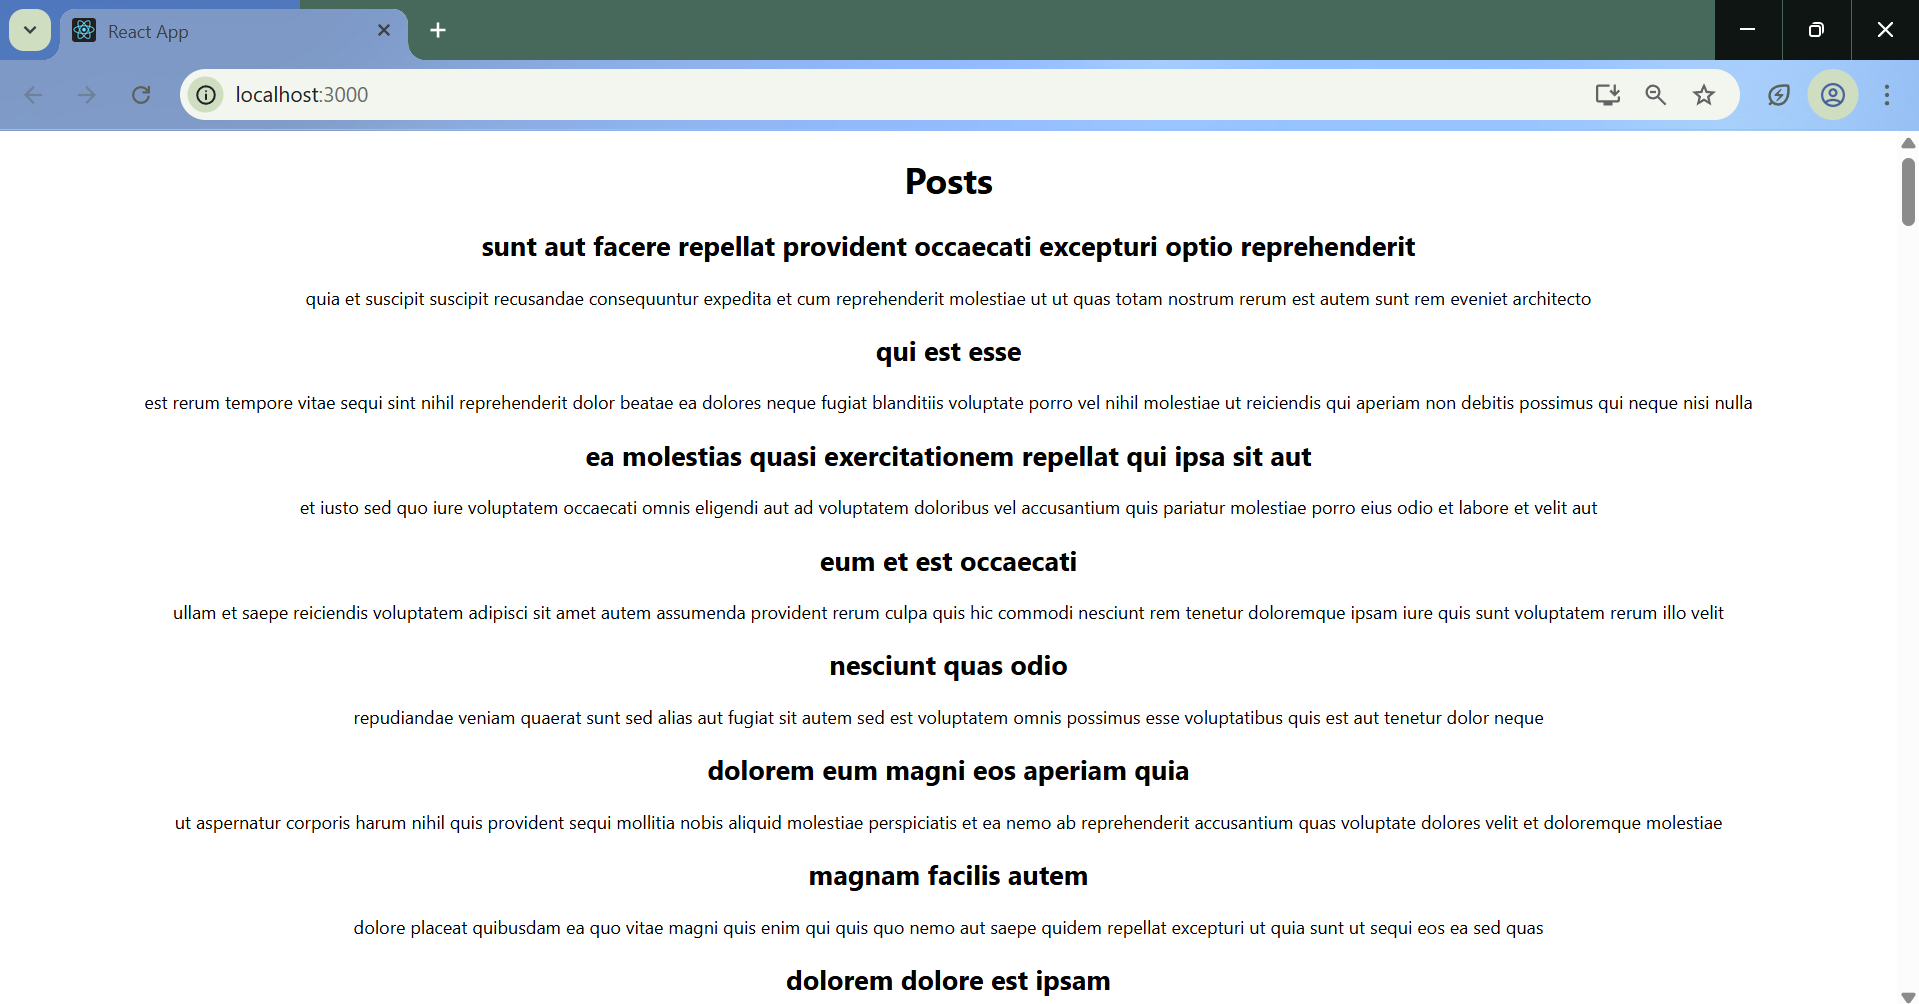 React App
localhost:3000
Posts
sunt aut facere repellat provident occaecati excepturi optio reprehenderit
quia et suscipit suscipit recusandae consequuntur expedita et cum reprehenderit molestiae ut ut quas totam nostrum rerum est autem sunt rem eveniet architecto
qui est esse
est rerum tempore vitae sequi sint nihil reprehenderit dolor beatae ea dolores neque fugiat blanditiis voluptate porro vel nihil molestiae ut reiciendis qui aperiam non debitis possimus qui neque nisi nulla
ea molestias quasi exercitationem repellat qui ipsa sit aut
et iusto sed quo iure voluptatem occaecati omnis eligendi aut ad voluptatem doloribus vel accusantium quis pariatur molestiae porro eius odio et labore et velit aut
eum et est occaecati
ullam et saepe reiciendis voluptatem adipisci sit amet autem assumenda provident rerum culpa quis hic commodi nesciunt rem tenetur doloremque ipsam iure quis sunt voluptatem rerum illo velit
nesciunt quas odio
repudiandae veniam quaerat sunt sed alias aut fugiat sit autem sed est voluptatem omnis possimus esse voluptatibus quis est aut tenetur dolor neque
dolorem eum magni eos aperiam quia
ut aspernatur corporis harum nihil quis provident sequi mollitia nobis aliquid molestiae perspiciatis et ea nemo ab reprehenderit accusantium quas voluptate dolores velit et doloremque molestiae
magnam facilis autem
dolore placeat quibusdam ea quo vitae magni quis enim qui quis quo nemo aut saepe quidem repellat excepturi ut quia sunt ut sequi eos ea sed quas
dolorem dolore est ipsam